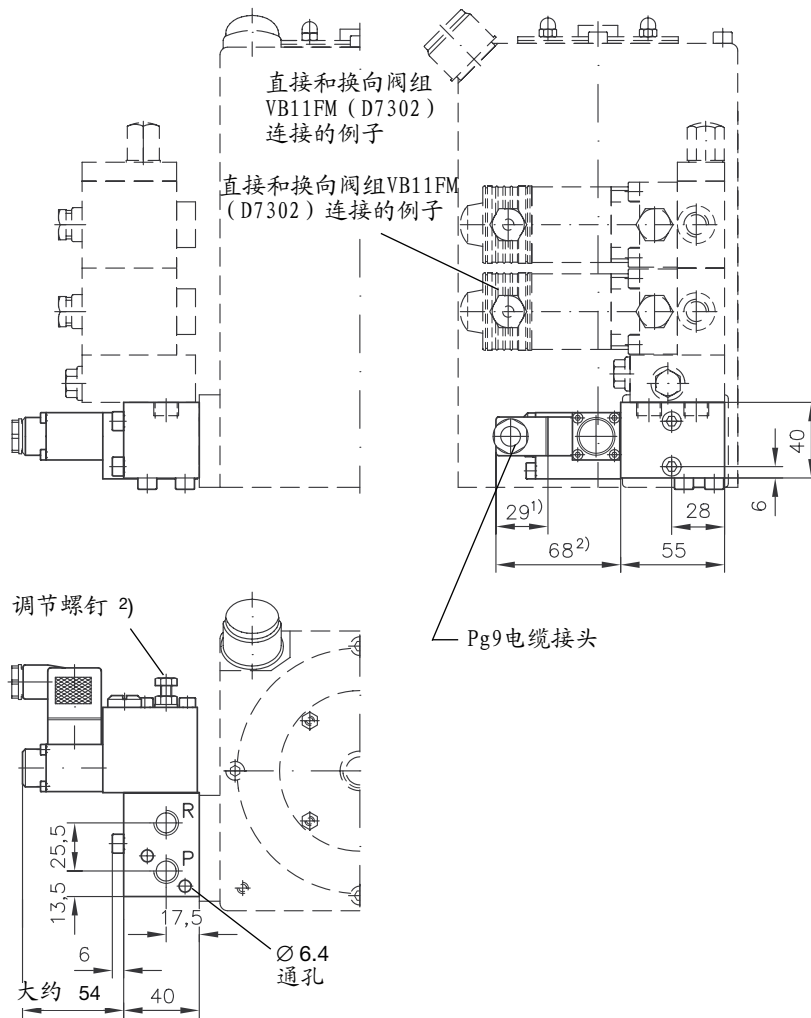 直接和换向阀组
VB11FM（D7302）
连接的例子
直接和换向阀组VB11FM
（D7302）连接的例子
40
6
29¹⁾
28
68²⁾
55
调节螺钉 ²⁾
Pg9电缆接头
R
25,5
P
13,5
17,5
6
∅ 6.4
通孔
大约 54
40